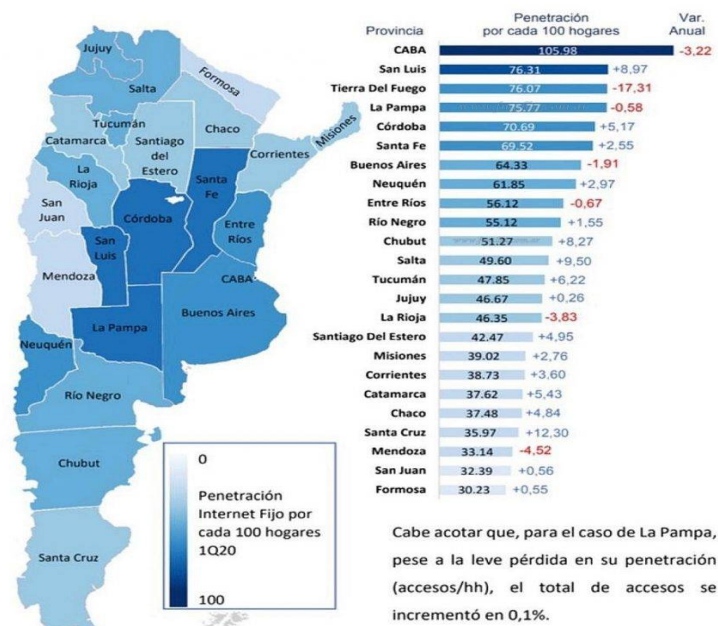 Provincia
Penetración
por cada 100 hogares
Var.
Anual
CABA 105.98 -3,22
San Luis 76.31 +8,97
Tierra Del Fuego 76.07 -17,31
La Pampa 75.77 -0,58
Córdoba 70.69 +5,17
Santa Fe 69.52 +2,55
Buenos Aires 64.33 -1,91
Neuquén 61.85 +2,97
Entre Ríos 56.12 -0,67
Río Negro 55.12 +1,55
Chubut 51.27 +8,27
Salta 49.60 +9,50
Tucumán 47.85 +6,22
Jujuy 46.67 +0,26
La Rioja 46.35 -3,83
Santiago Del Estero 42.47 +4,95
Misiones 39.02 +2,76
Corrientes 38.73 +3,60
Catamarca 37.62 +5,43
Chaco 37.48 +4,84
Santa Cruz 35.97 +12,30
Mendoza 33.14 -4,52
San Juan 32.39 +0,56
Formosa 30.23 +0,55
Jujuy
Salta
Formosa
Tucumán
Catamarca
Santiago
del
Estero
Chaco
Misiones
Corrientes
La
Rioja
Santa
Fe
San
Juan
Córdoba
Entre
Ríos
San
Luis
Mendoza
CABA
Buenos Aires
La Pampa
Neuquén
Río Negro
Chubut
Santa Cruz
0
Penetración
Internet Fijo por
cada 100 hogares
1Q20
100
Cabe acotar que, para el caso de La Pampa,
pese a la leve pérdida en su penetración
(accesos/hh), el total de accesos se
incrementó en 0,1%.